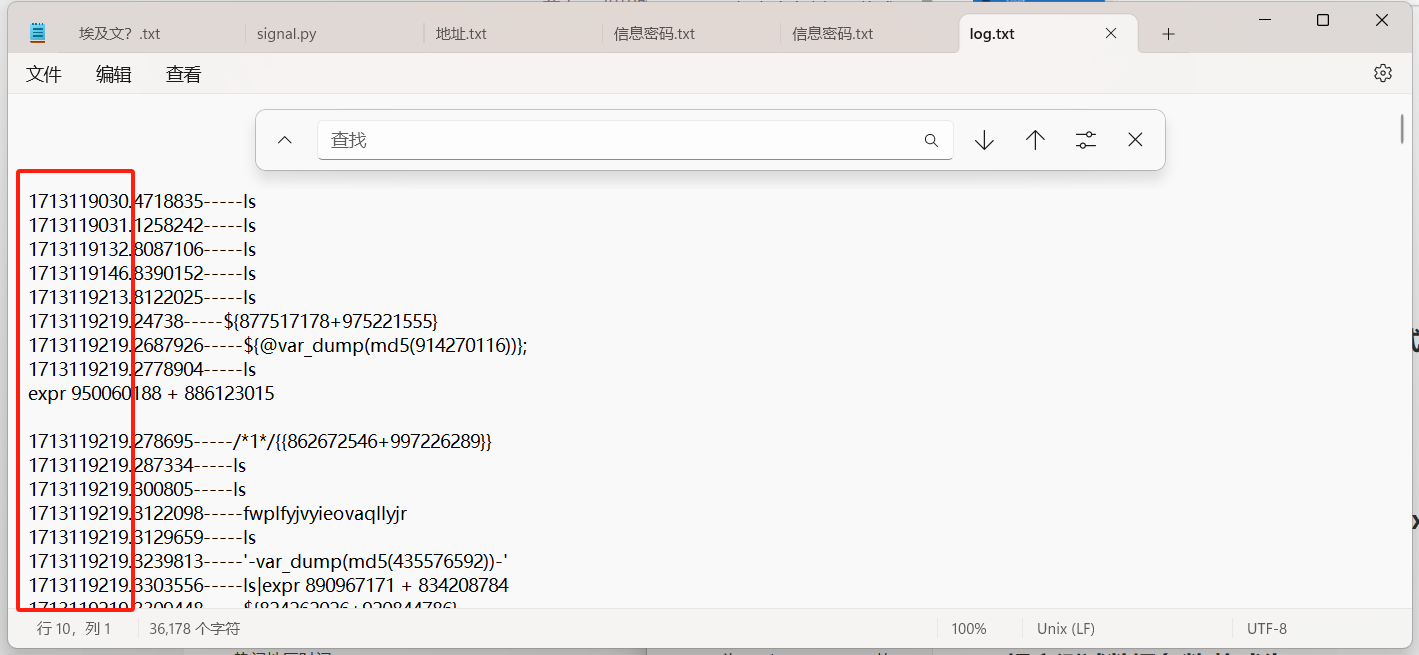 埃及文？.txt
signal.py
地址.txt
信息密码.txt
信息密码.txt
log.txt
文件
编辑
查看
查找
1713119030.4718835-----ls
1713119031.1258242-----ls
1713119132.8087106-----ls
1713119146.8390152-----ls
1713119213.8122025-----ls
1713119219.24738-----${877517178+975221555}
1713119219.2687926-----${@var_dump(md5(914270116))};
1713119219.2778904-----ls
expr 950060188 + 886123015
1713119219.278695-----/*1*/{{862672546+997226289}}
1713119219.287334-----ls
1713119219.300805-----ls
1713119219.3122098-----fwplfyjvyieovaqllyjr
1713119219.3129659-----ls
1713119219.3239813-----'-var_dump(md5(435576592))-'
1713119219.3303556-----ls|expr 890967171 + 834208784
1713119219.3309448-----${824262026+920844786}
行 10，列 1
36,178 个字符
100%
Unix (LF)
UTF-8